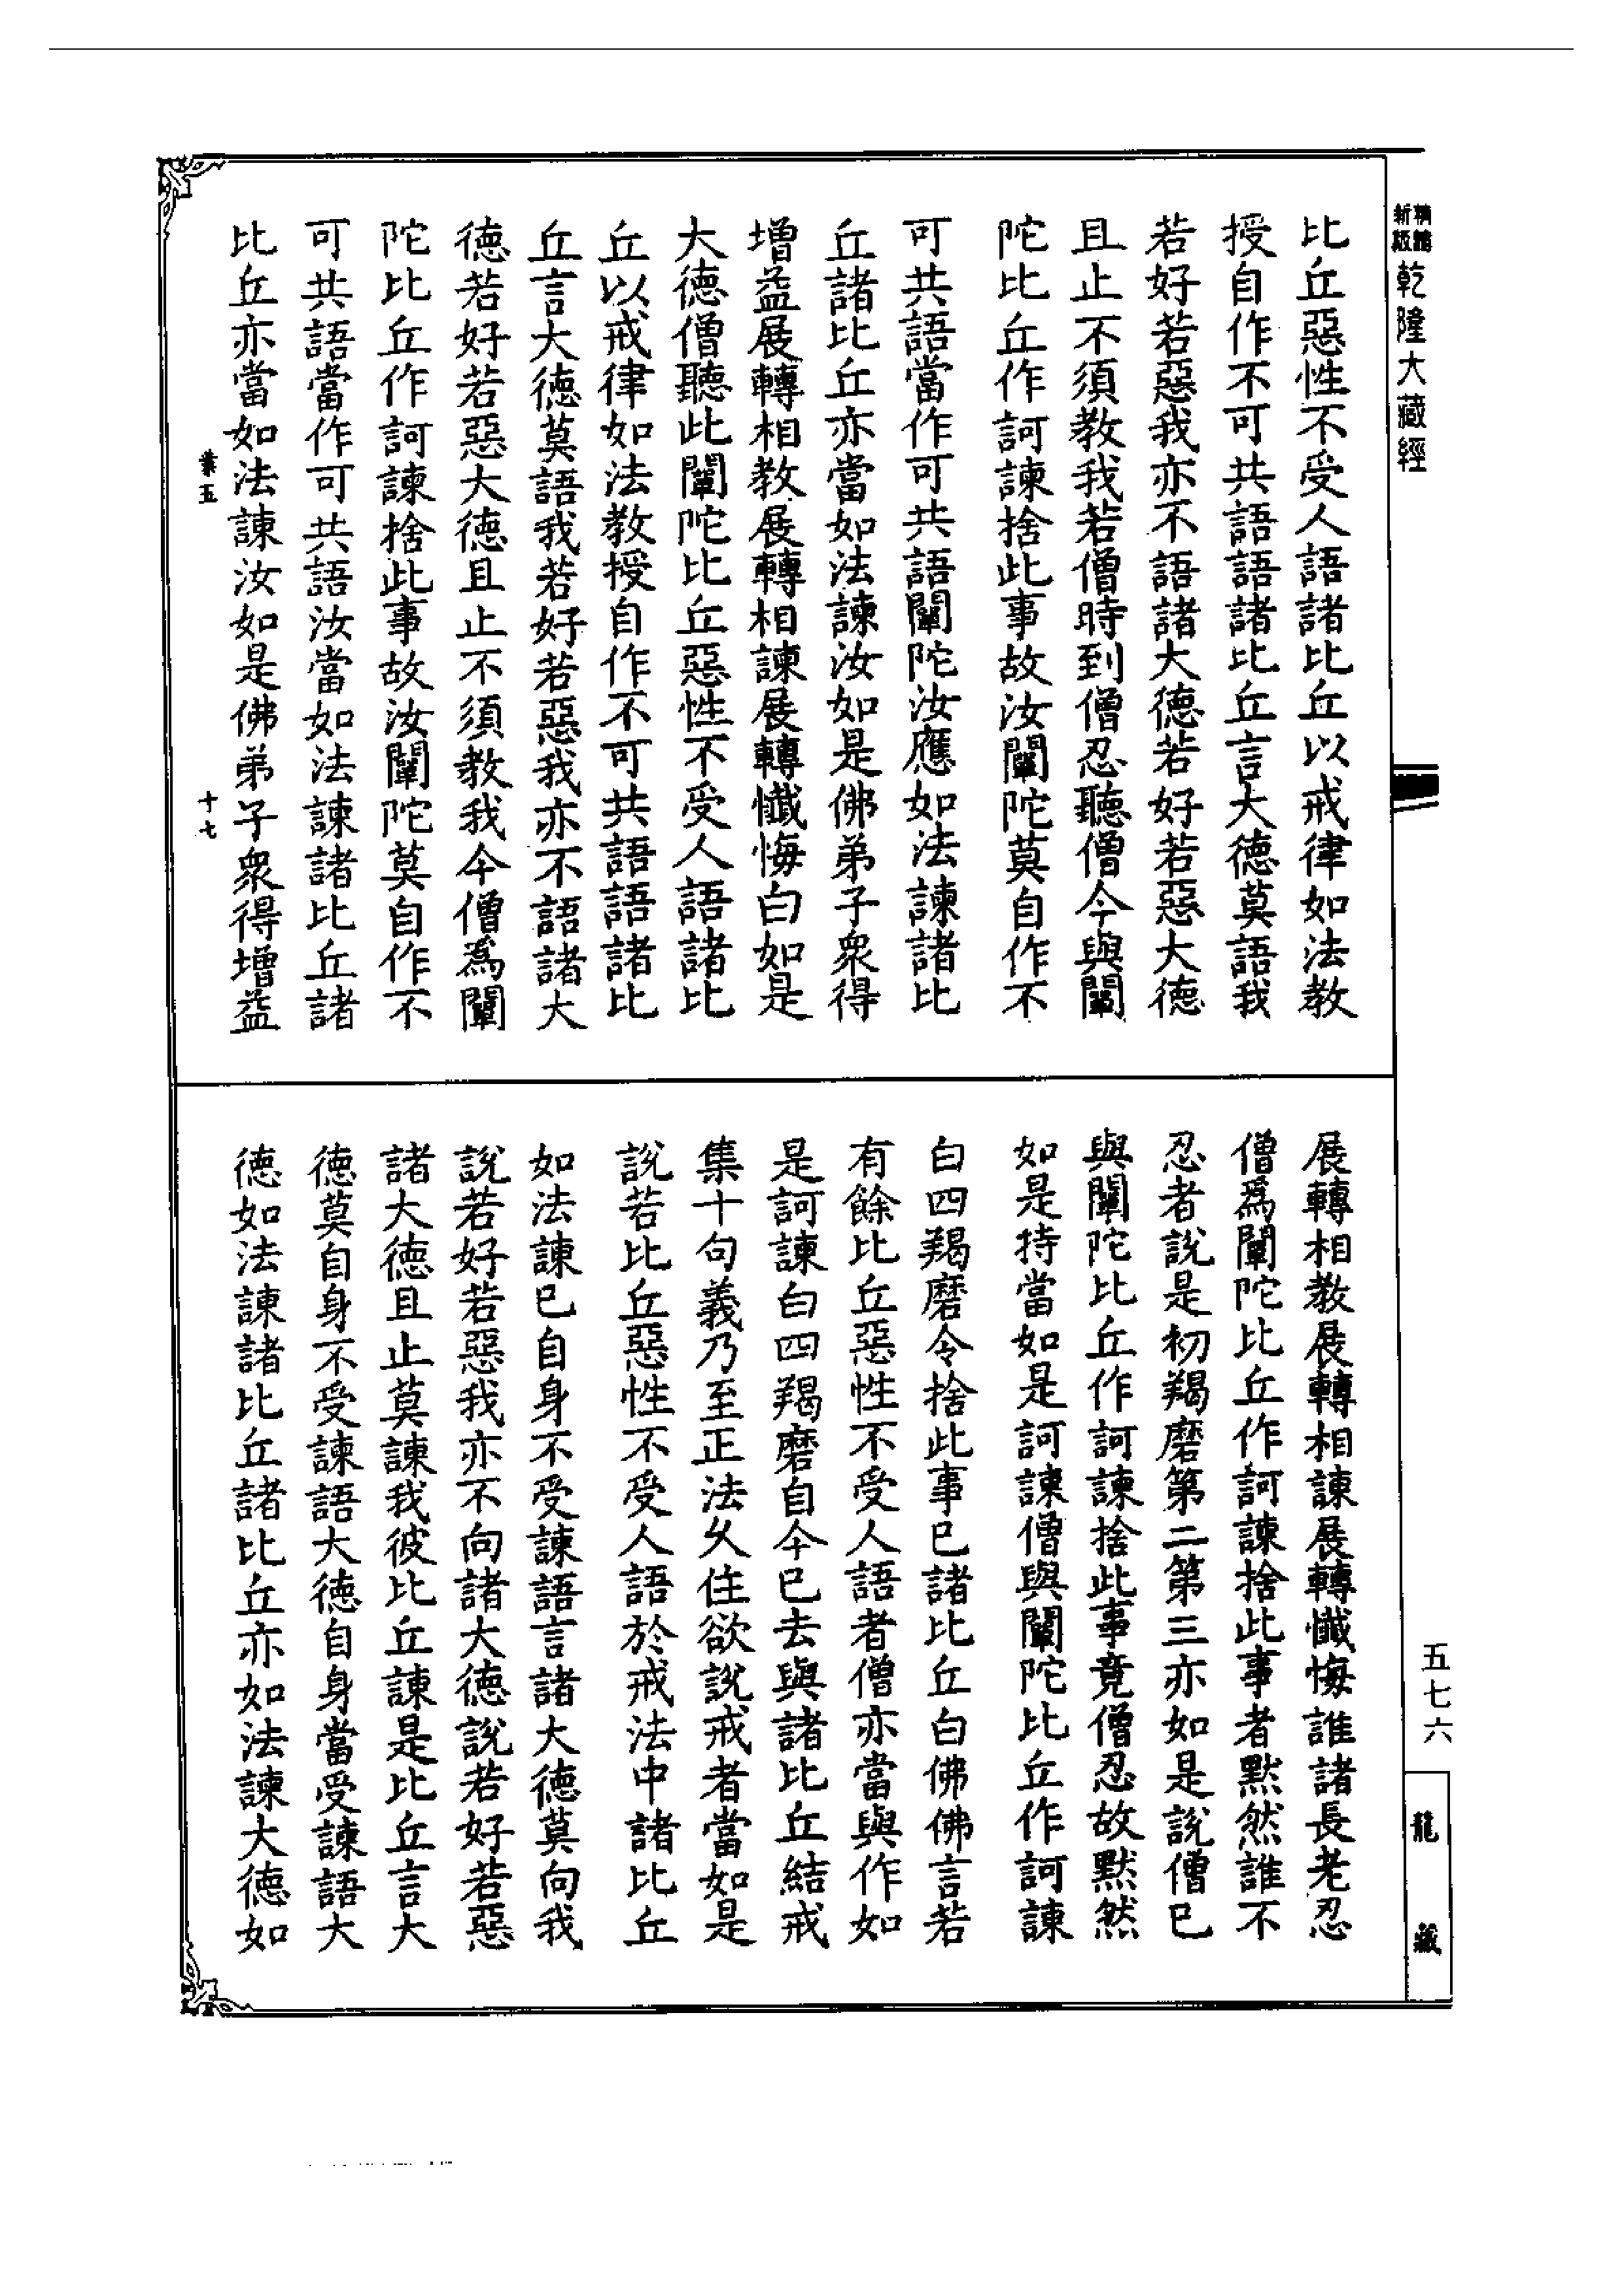 新版
乾隆大藏經
比丘惡性不受人語諸比丘以戒律如法教
授自作不可共語語諸比丘言大德莫語我
若好若惡我亦不語諸大德若好若惡大德
且止不須教我若僧時到僧忍聽僧今與闡
陀比丘作訶諫捨此事故汝闡陀莫自作不
可共語當作可共語闡陀汝應如法諫諸比
丘諸比丘亦當如法諫汝如是佛弟子衆得
增益展轉相教展轉相諫展轉懺悔白如是
大德僧聽此闡陀比丘惡性不受人語諸比
丘以戒律如法教授自作不可共語語諸比
丘言大德莫語我若好若惡我亦不語諸大
德若好若惡大德且止不須教我今僧爲闡
陀比丘作訶諫捨此事故汝闡陀莫自作不
可共語當作可共語汝當如法諫諸比丘諸
比丘亦當如法諫汝如是佛弟子衆得增益
業五
十七
展轉相教展轉相諫展轉懺悔誰諸長老忍
僧爲闡陀比丘作訶諫捨此事者默然誰不
忍者說是初羯磨第二第三亦如是說僧已
與闡陀比丘作訶諫捨此事竟僧忍故默然
如是持當如是訶諫僧與闡陀比丘作訶諫
白四羯磨令捨此事已諸比丘白佛佛言若
有餘比丘惡性不受人語者僧亦當與作如
是訶諫白四羯磨自今已去與諸比丘結戒
集十句義乃至正法久住欲說戒者當如是
說若比丘惡性不受人語於戒法中諸比丘
如法諫已自身不受諫語言諸大德莫向我
說若好若惡我亦不向諸大德說若好若惡
諸大德且止莫諫我彼比丘諫是比丘言大
德莫自身不受諫語大德自身當受諫語大
德如法諫諸比丘諸比丘亦如法諫大德如
五七六
龍藏